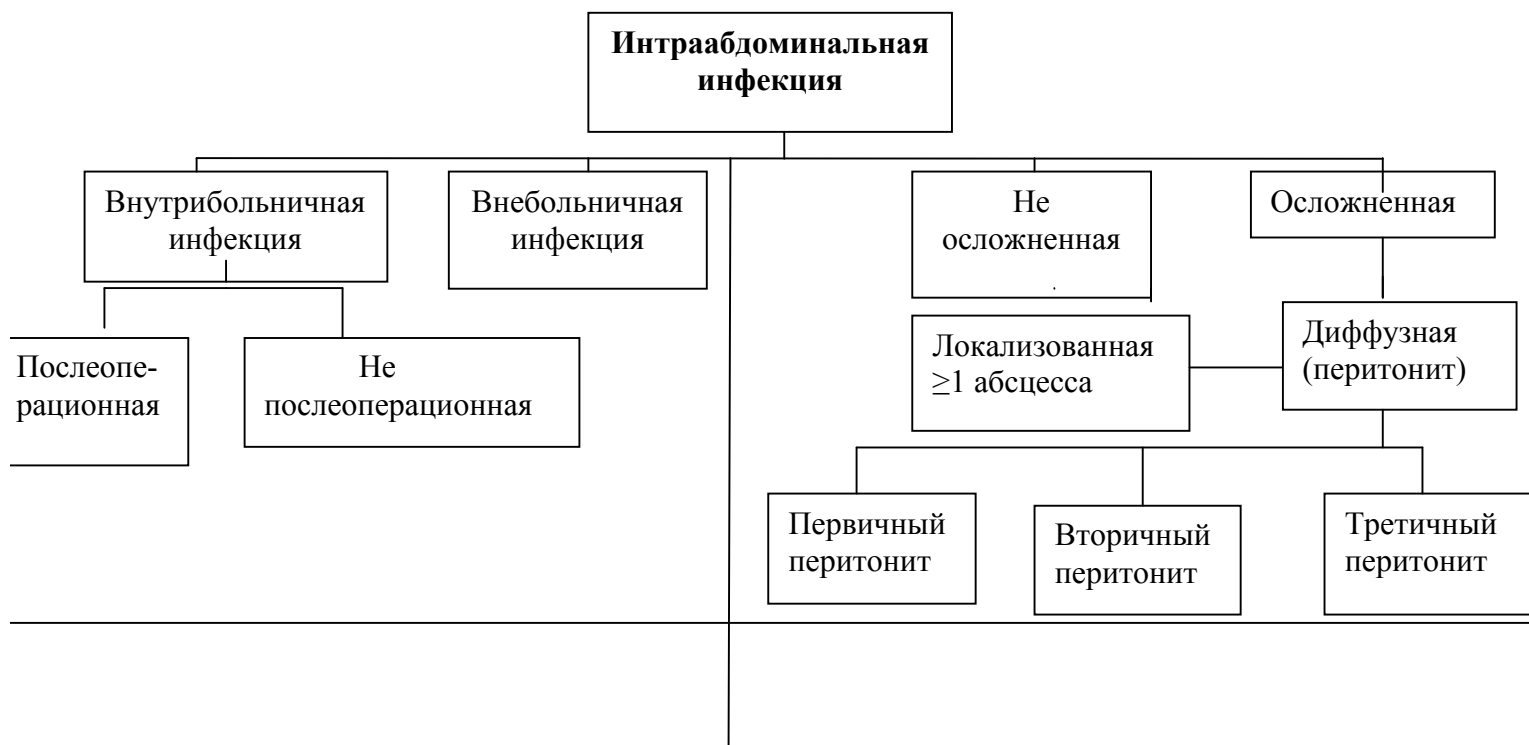 Интраабдоминальная
инфекция
Внутрибольничная
инфекция
Внебольничная
инфекция
Не
осложненная
Осложненная
Послеопе-
рационная
Не
послеоперационная
Локализованная
≥1 абсцесса
Диффузная
(перитонит)
Первичный
перитонит
Вторичный
перитонит
Третичный
перитонит